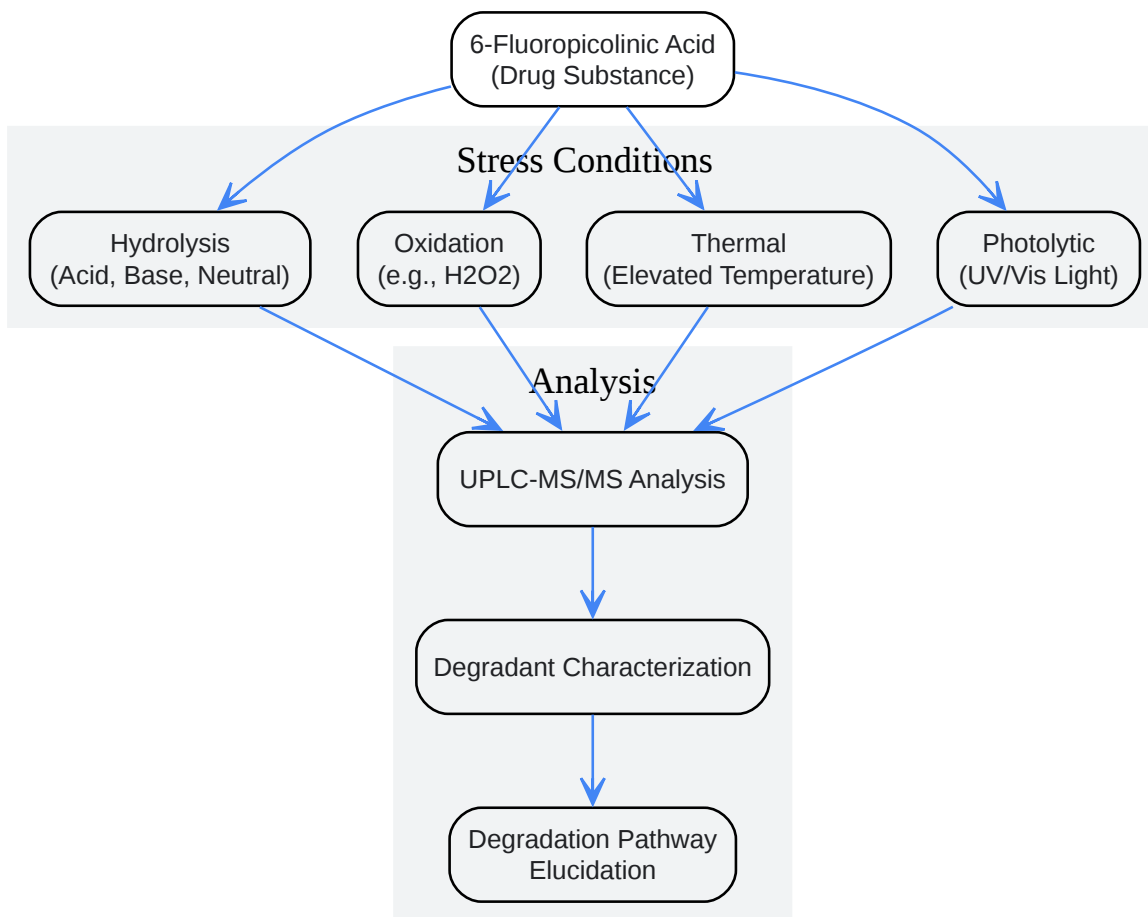 6-Fluoropicolinic Acid
(Drug Substance)
Stress Conditions
Hydrolysis
(Acid, Base, Neutral)
Oxidation
(e.g., H2O2)
Thermal
(Elevated Temperature)
Photolytic
(UV/Vis Light)
Analysis
UPLC-MS/MS Analysis
Degradant Characterization
Degradation Pathway
Elucidation